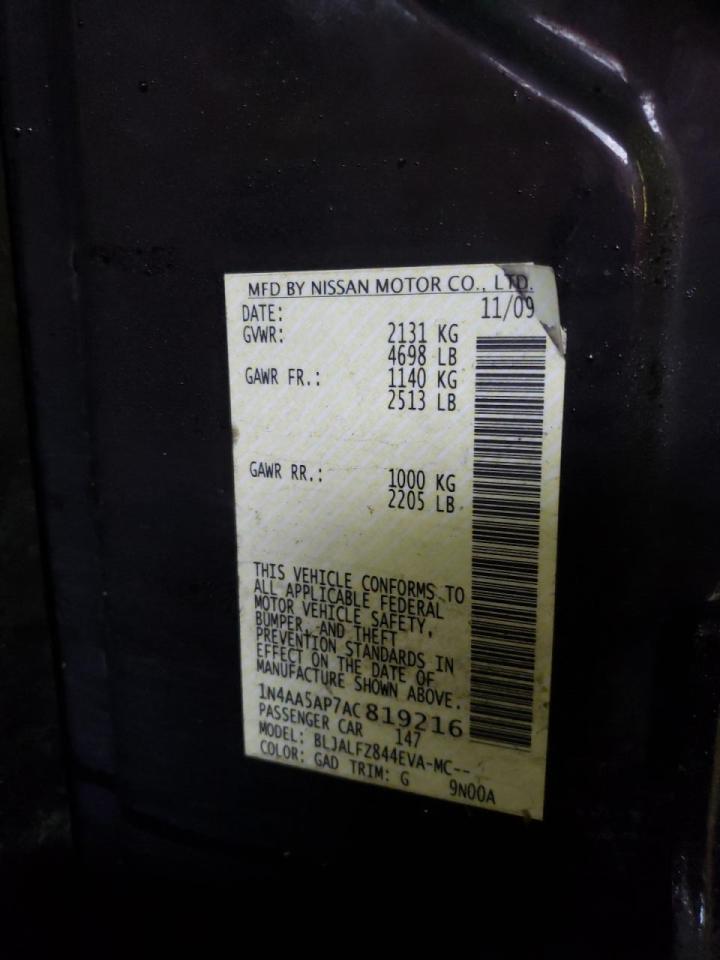 MFD BY NISSAN MOTOR CO., LTD.
DATE: 11/09
GVWR: 2131 KG
4698 LB
GAWR FR.: 1140 KG
2513 LB
GAWR RR.: 1000 KG
2205 LB
THIS VEHICLE CONFORMS TO
ALL APPLICABLE FEDERAL
MOTOR VEHICLE SAFETY,
BUMPER, AND THEFT
PREVENTION STANDARDS IN
EFFECT ON THE DATE OF
MANUFACTURE SHOWN ABOVE.
1N4AA5AP7AC819216
PASSENGER CAR 147
MODEL: BLJALFZ844EVA-MC--
COLOR: GAD TRIM: G 9N00A